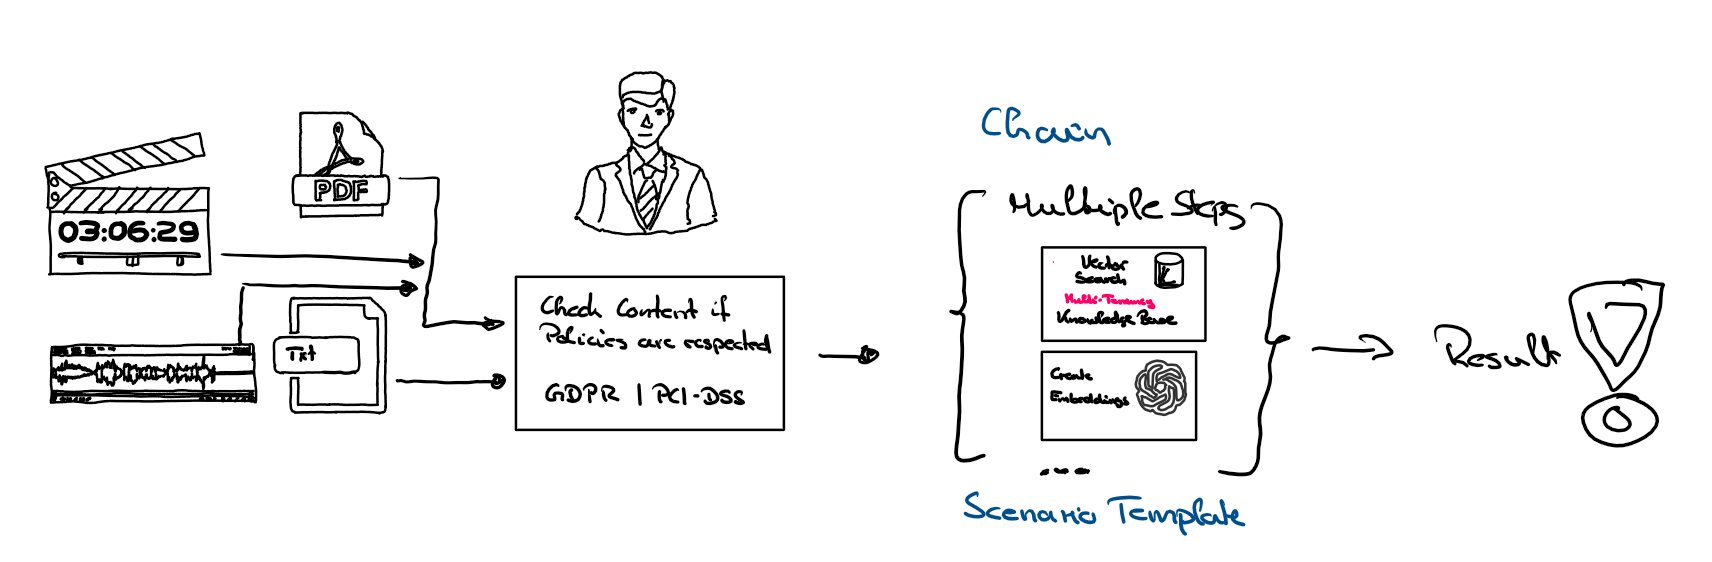 03:06:29
PDF
Txt
Check Content if
Policies are respected
GDPR | PCI-DSS
Chain
Multiple Steps
Vector
Search
Multi-Tenancy
Knowledge Base
Create
Embeddings
...
Scenario Template
Result